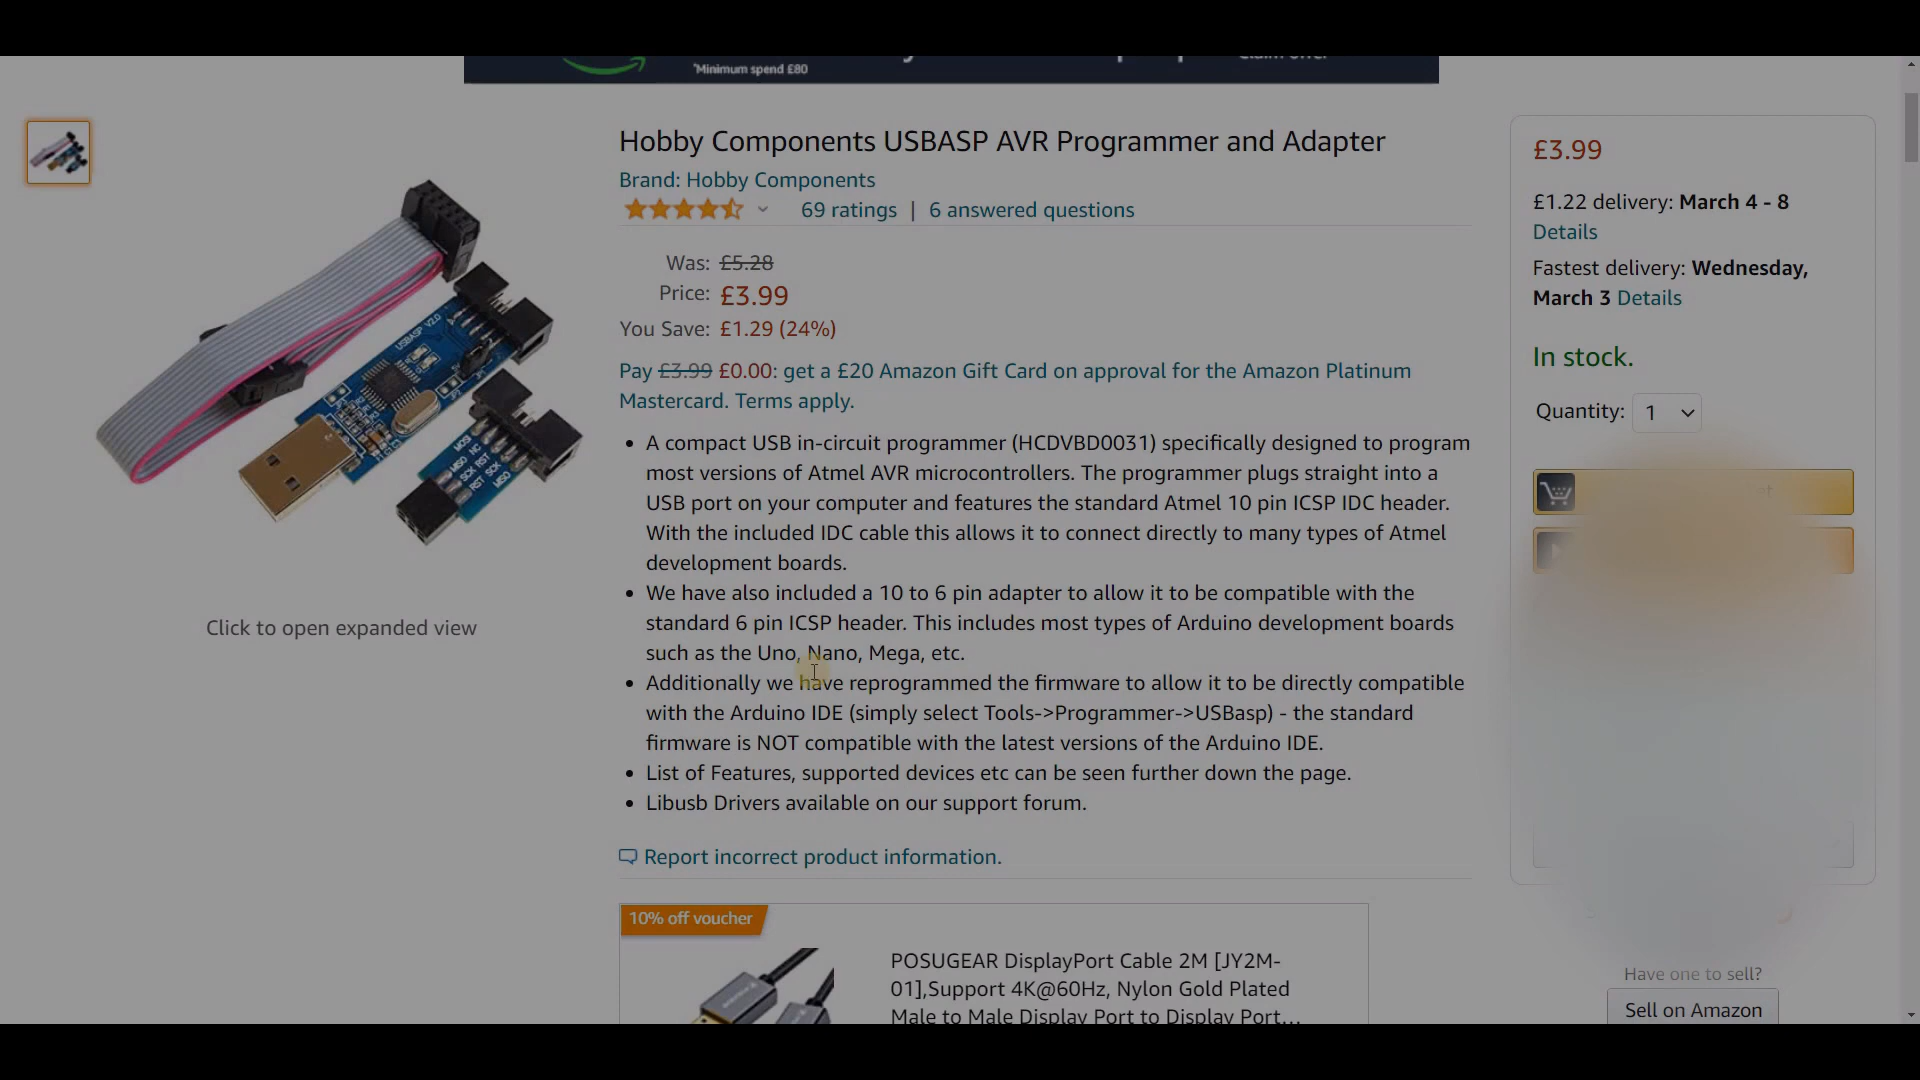 *Minimum spend £80
Hobby Components USBASP AVR Programmer and Adapter
Brand: Hobby Components
69 ratings | 6 answered questions
Was: £5.28
Price: £3.99
You Save: £1.29 (24%)
Pay £3.99 £0.00: get a £20 Amazon Gift Card on approval for the Amazon Platinum
Mastercard. Terms apply.
• A compact USB in-circuit programmer (HCDVBD0031) specifically designed to program
most versions of Atmel AVR microcontrollers. The programmer plugs straight into a
USB port on your computer and features the standard Atmel 10 pin ICSP IDC header.
With the included IDC cable this allows it to connect directly to many types of Atmel
development boards.
• We have also included a 10 to 6 pin adapter to allow it to be compatible with the
standard 6 pin ICSP header. This includes most types of Arduino development boards
such as the Uno, Nano, Mega, etc.
• Additionally we have reprogrammed the firmware to allow it to be directly compatible
with the Arduino IDE (simply select Tools->Programmer->USBasp) - the standard
firmware is NOT compatible with the latest versions of the Arduino IDE.
• List of Features, supported devices etc can be seen further down the page.
• Libusb Drivers available on our support forum.
Report incorrect product information.
10% off voucher
POSUGEAR DisplayPort Cable 2M [JY2M-
01],Support 4K@60Hz, Nylon Gold Plated
Male to Male Display Port to Display Port...
Click to open expanded view
USBASP V2.0
MOSI NC
MISO SCK RST
RST SCK
MISO
£3.99
£1.22 delivery: March 4 - 8
Details
Fastest delivery: Wednesday,
March 3 Details
In stock.
Quantity: 1
Have one to sell?
Sell on Amazon